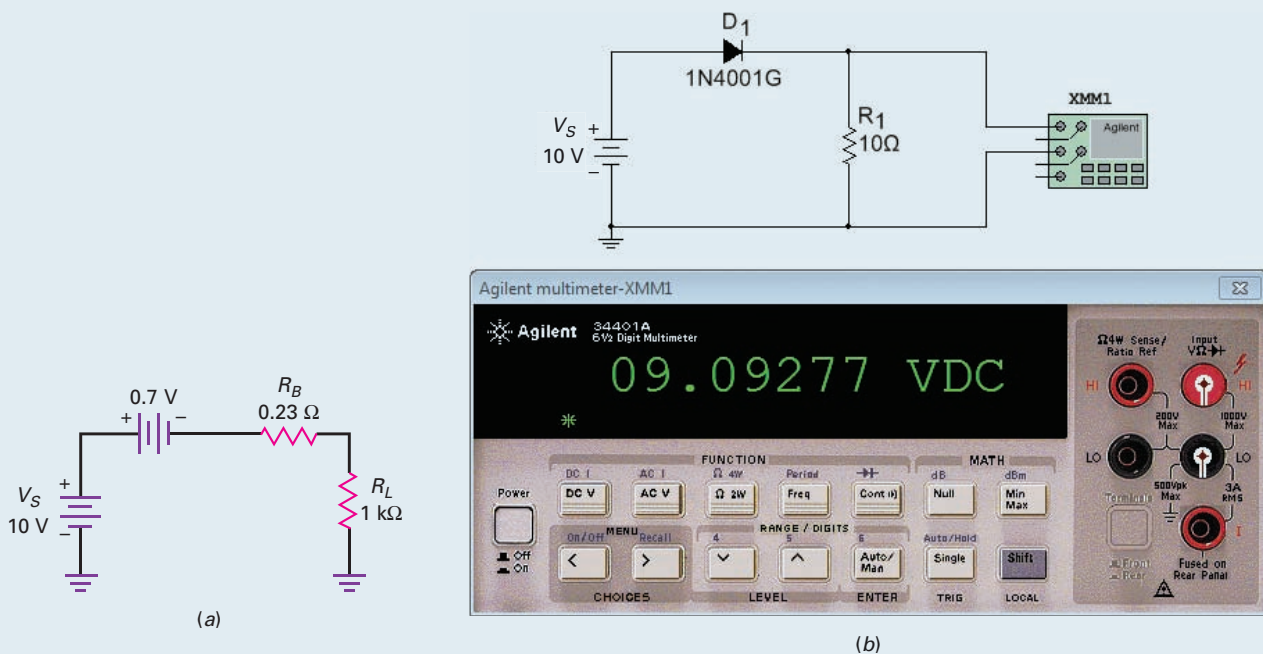 D1
1N4001G
VS
10 V
+
−
R1
10Ω
XMM1
Agilent
Agilent multimeter-XMM1
Agilent 34401A
6½ Digit Multimeter
09.09277 VDC
Ω4W Sense/
Ratio Ref
Input
VΩ
HI
HI
200V
Max
1000V
Max
LO
LO
500Vpk
Max
3A
RMS
Terminals
I
Front
Rear
Fused on
Rear Panal
FUNCTION
MATH
DC I
AC I
Ω 4W
Period
dB
dBm
Power
DC V
AC V
Ω 2W
Freq
Cont
Null
Min
Max
MENU
RANGE / DIGITS
On/Off
Recall
4
5
6
Auto/Hold
Off
On
<
>
Auto/
Man
Single
Shift
CHOICES
LEVEL
ENTER
TRIG
LOCAL
(b)
0.7 V
+
−
RB
0.23 Ω
VS
10 V
+
−
RL
1 kΩ
(a)